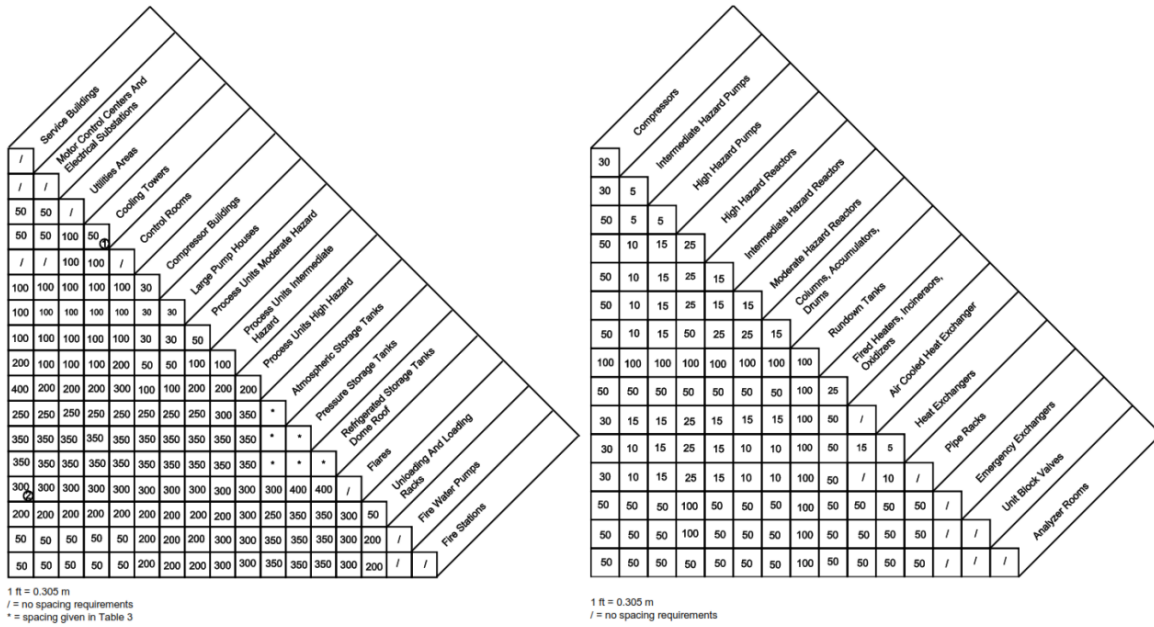 Service Buildings
Motor Control Centers And
Electrical Substations
Utilities Areas
Cooling Towers
Control Rooms
Compressor Buildings
Large Pump Houses
Process Units Moderate Hazard
Process Units Intermediate
Hazard
Process Units High Hazard
Atmospheric Storage Tanks
Pressure Storage Tanks
Refrigerated Storage Tanks
Dome Roof
Flares
Unloading And Loading
Racks
Fire Water Pumps
Fire Stations
/
/ /
50 50 /
50 50 100 50 ①
/ / 100 100 /
100 100 100 100 100 30
100 100 100 100 100 30 30
100 100 100 100 100 30 30 50
200 100 100 100 200 50 50 100 100
400 200 200 200 300 100 100 200 200 200
250 250 250 250 250 250 250 250 300 350 *
350 350 350 350 350 350 350 350 350 350 * *
350 350 350 350 350 350 350 350 350 350 * * *
300 ② 300 300 300 300 300 300 300 300 300 300 400 400 /
200 200 200 200 200 200 200 200 200 300 250 350 350 300 50
50 50 50 50 50 200 200 200 300 300 350 350 350 300 200 /
50 50 50 50 50 200 200 200 300 300 350 350 350 300 200 / /
1 ft = 0.305 m
/ = no spacing requirements
* = spacing given in Table 3
Compressors
Intermediate Hazard Pumps
High Hazard Pumps
High Hazard Reactors
Intermediate Hazard Reactors
Moderate Hazard Reactors
Columns, Accumulators,
Drums
Rundown Tanks
Fired Heaters, Incinerators,
Oxidizers
Air Cooled Heat Exchanger
Heat Exchangers
Pipe Racks
Emergency Exchangers
Unit Block Valves
Analyzer Rooms
30
30 5
50 5 5
50 10 15 25
50 10 15 25 15
50 10 15 25 15 15
50 10 15 50 25 25 15
100 100 100 100 100 100 100 100
50 50 50 50 50 50 50 100 25
30 15 15 25 15 15 15 100 50 /
30 10 15 25 15 10 10 100 50 15 5
30 10 15 25 15 10 10 100 50 / 10 /
50 50 50 100 50 50 50 100 50 50 50 50 /
50 50 50 100 50 50 50 100 50 50 50 50 / /
50 50 50 50 50 50 50 100 50 50 50 50 / / /
1 ft = 0.305 m
/ = no spacing requirements